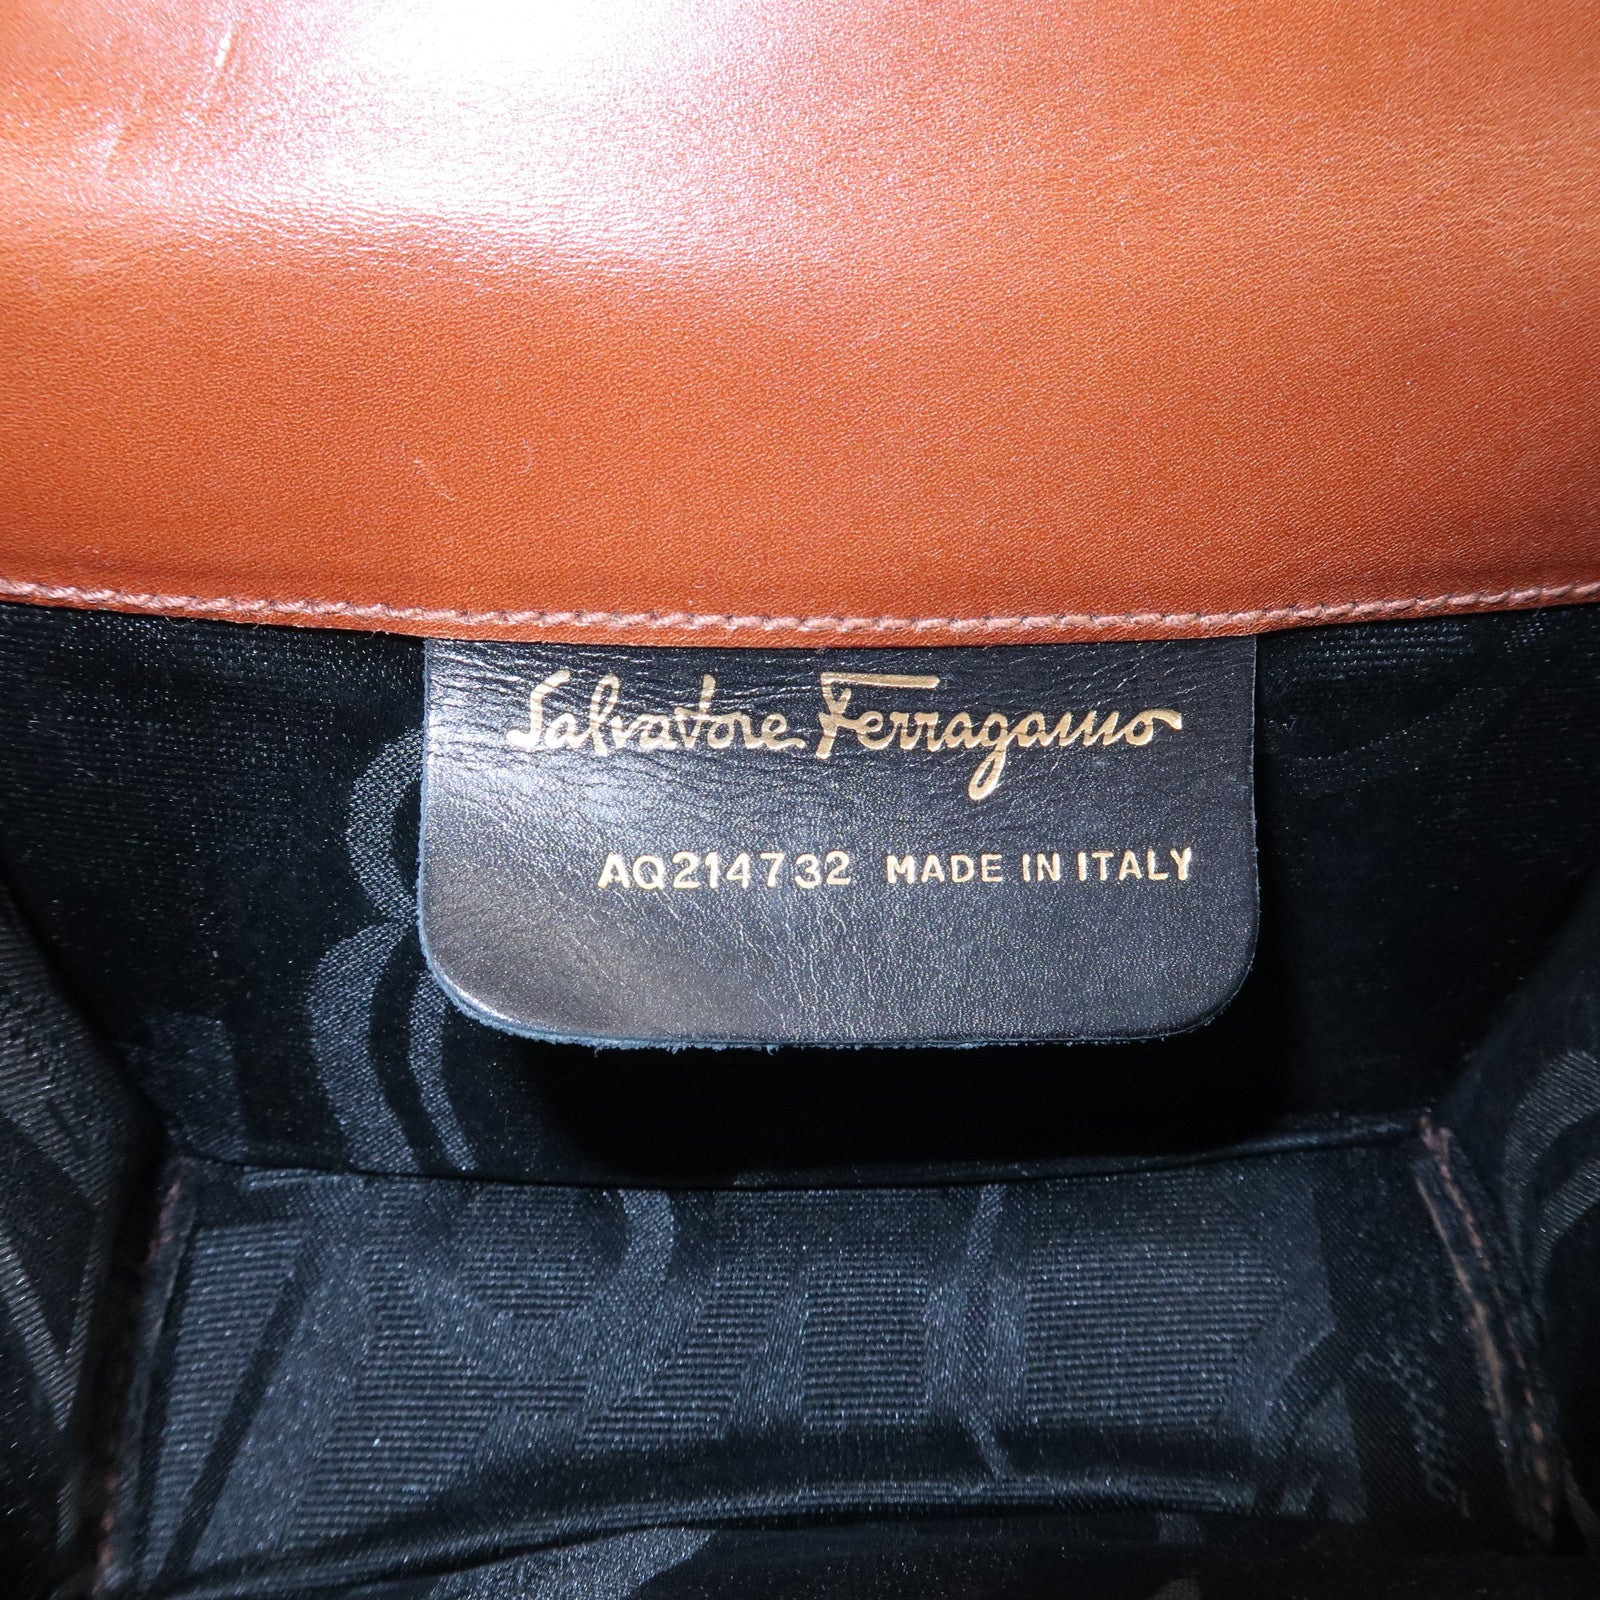 Salvatore Ferragamo
AQ214732 MADE IN ITALY